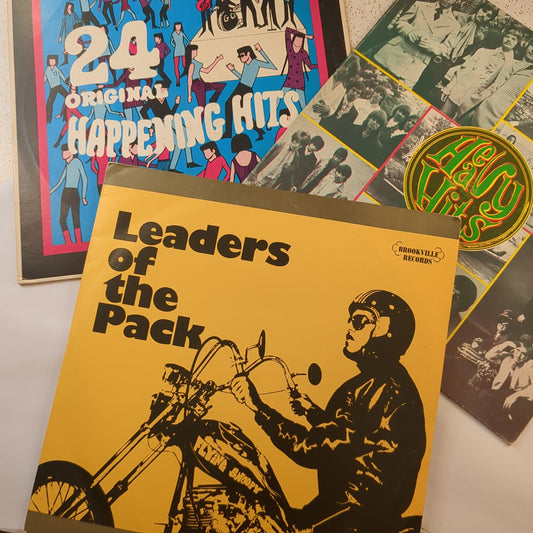 24
ORIGINAL
HAPPENING HITS
Heavy
Hits
Leaders
of
the
Pack
BROOKVILLE
RECORDS